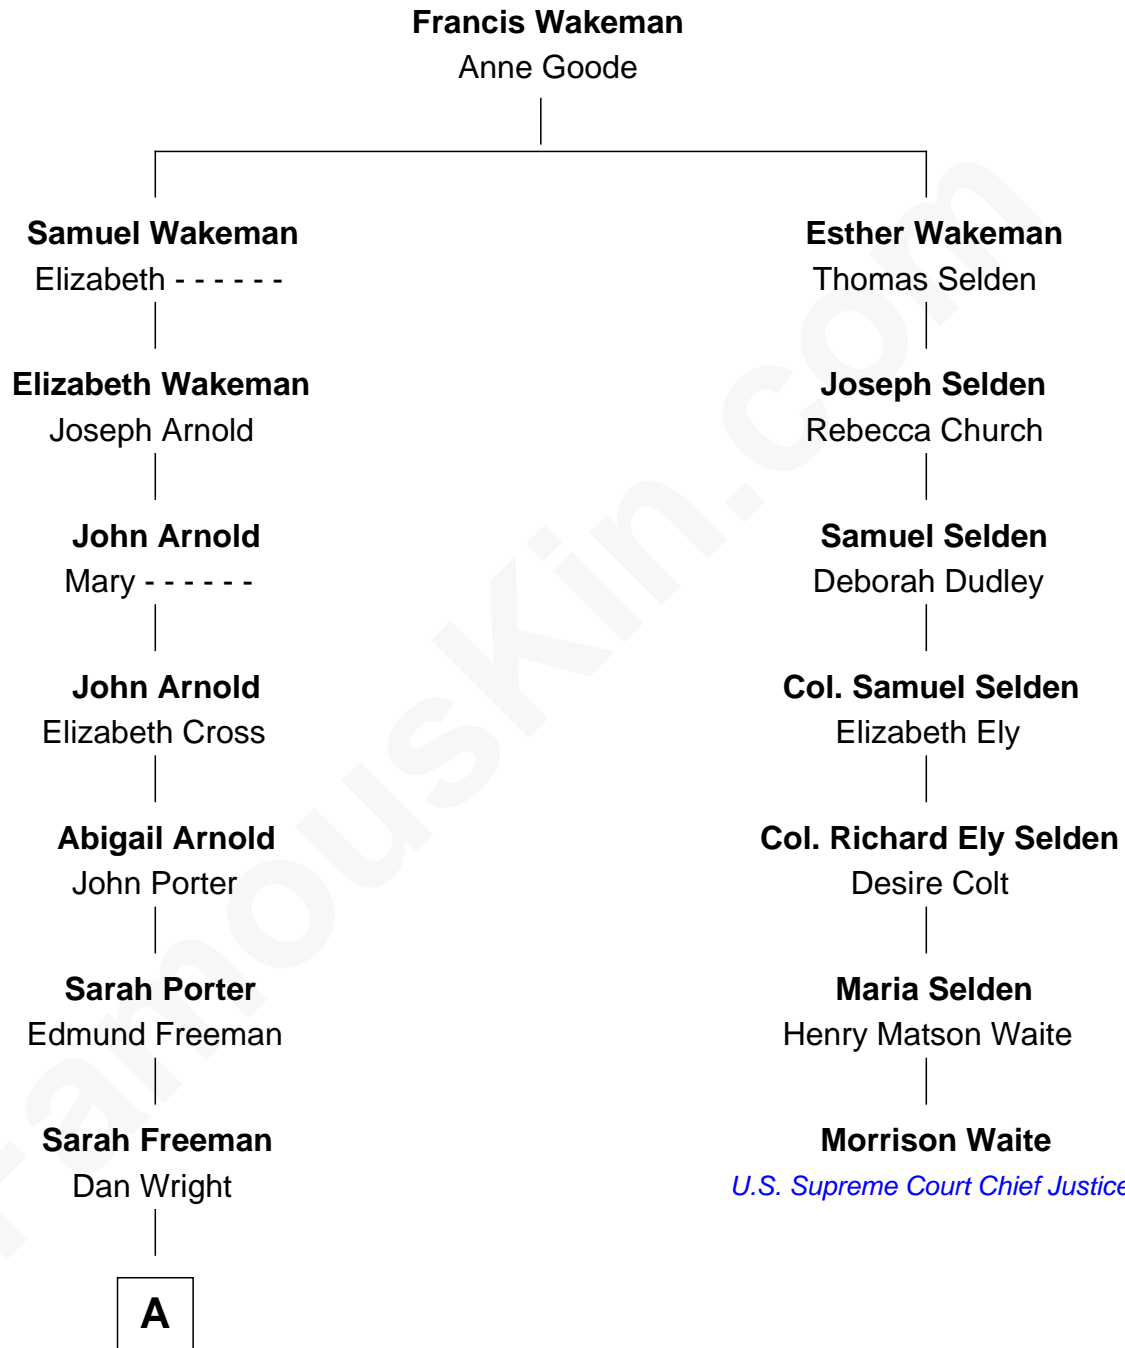 Francis Wakeman
Anne Goode
Samuel Wakeman
Elizabeth - - - - - -
Esther Wakeman
Thomas Selden
Elizabeth Wakeman
Joseph Arnold
Joseph Selden
Rebecca Church
John Arnold
Mary - - - - - -
Samuel Selden
Deborah Dudley
John Arnold
Elizabeth Cross
Col. Samuel Selden
Elizabeth Ely
Abigail Arnold
John Porter
Col. Richard Ely Selden
Desire Colt
Sarah Porter
Edmund Freeman
Maria Selden
Henry Matson Waite
Sarah Freeman
Dan Wright
Morrison Waite
U.S. Supreme Court Chief Justice
A
FamousKin.com